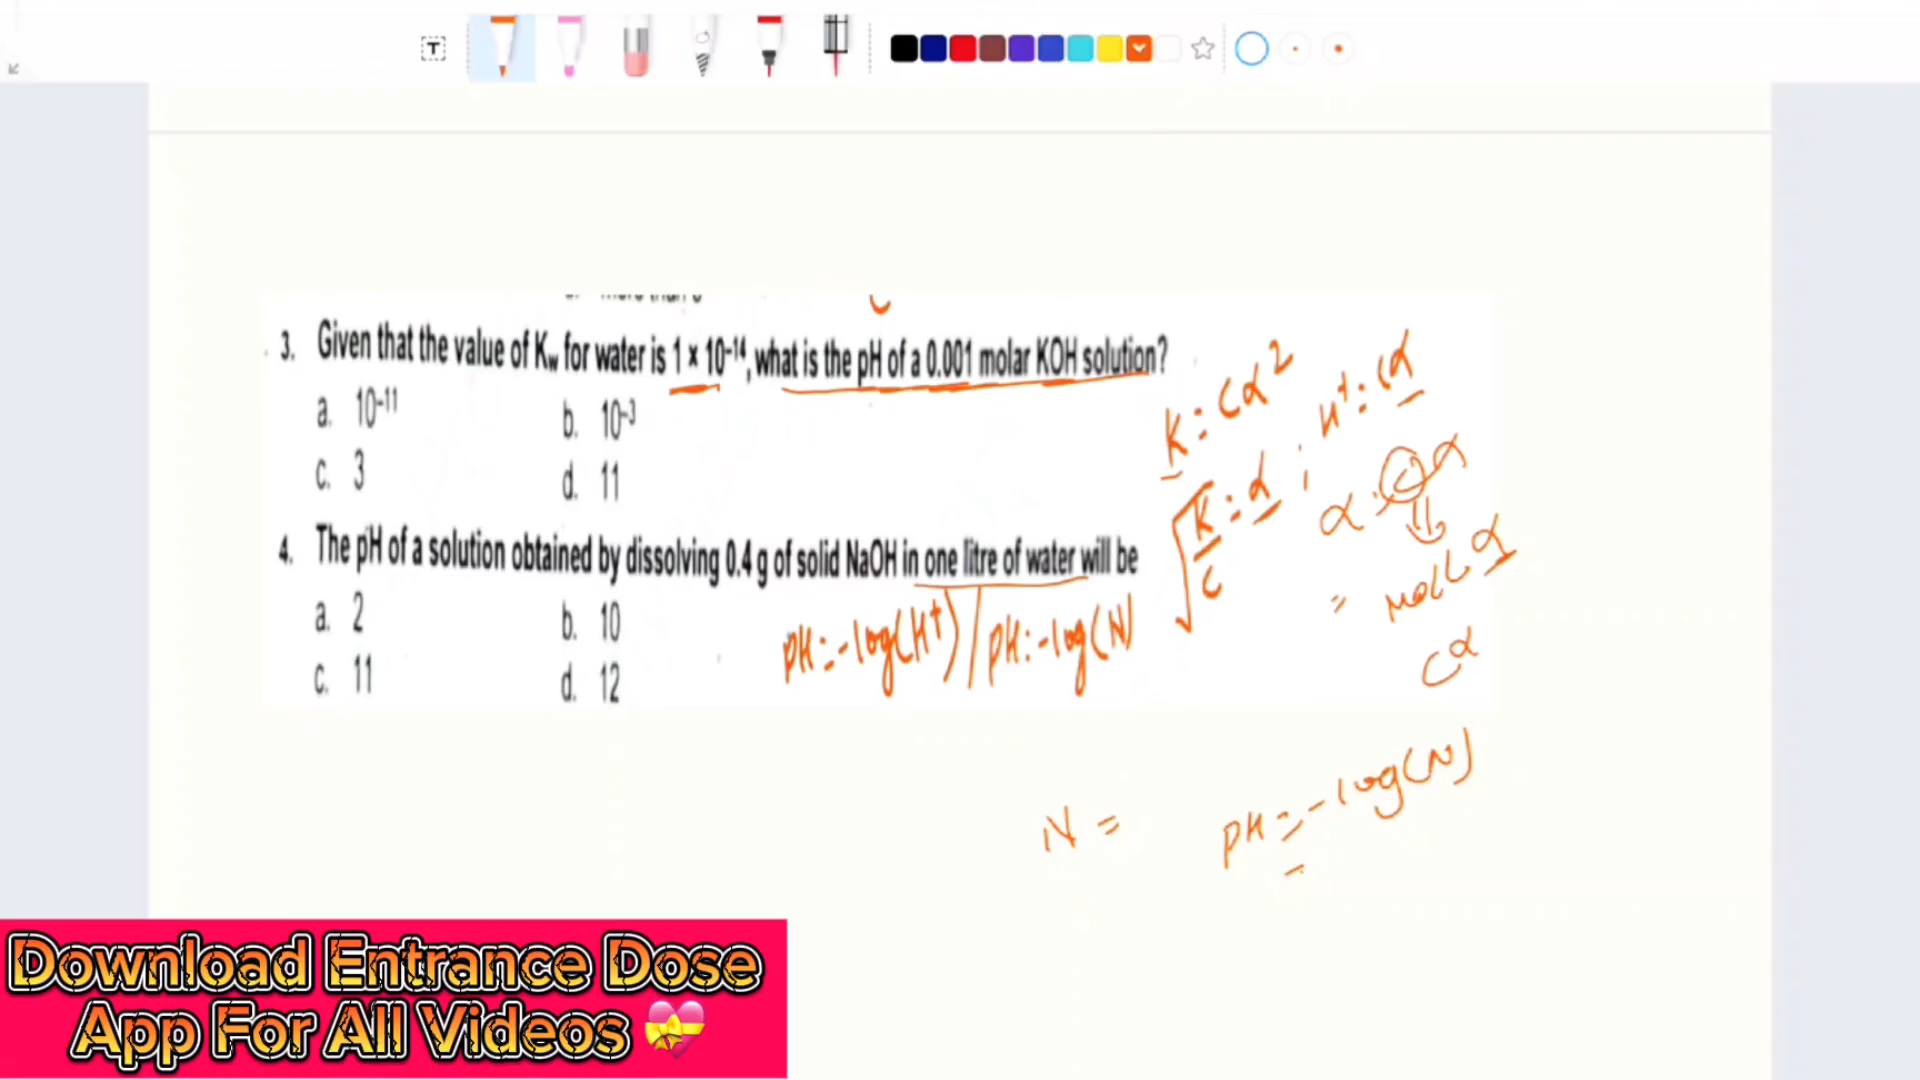 T
3. Given that the value of Kw for water is 1 × 10⁻¹⁴, what is the pH of a 0.001 molar KOH solution?
a. 10⁻¹¹ b. 10⁻³
c. 3 d. 11
4. The pH of a solution obtained by dissolving 0.4 g of solid NaOH in one litre of water will be
a. 2 b. 10
c. 11 d. 12
PH = -log(H⁺) / PH = -log(N)
K = Cα²
√K/C = α ; H⁺ = Cα
= mol/L α
Cα
N =
PH = -log(N)
Download Entrance Dose
App For All Videos 💝